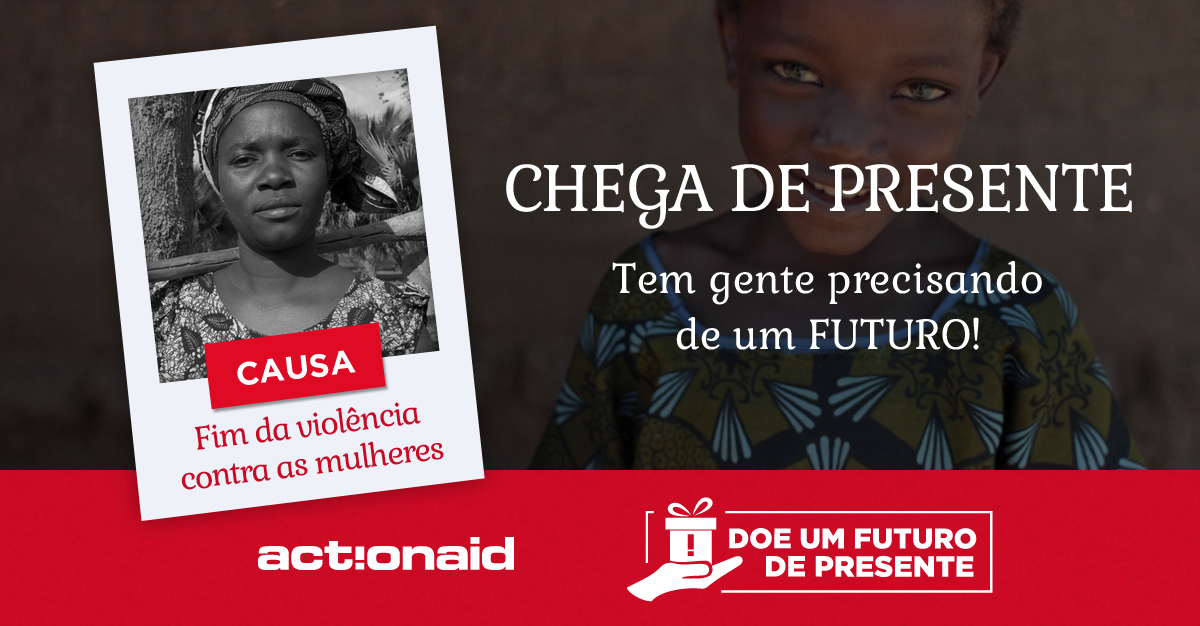 CHEGA DE PRESENTE
Tem gente precisando
de um FUTURO!
CAUSA
Fim da violência
contra as mulheres
act!onaid
DOE UM FUTURO
DE PRESENTE